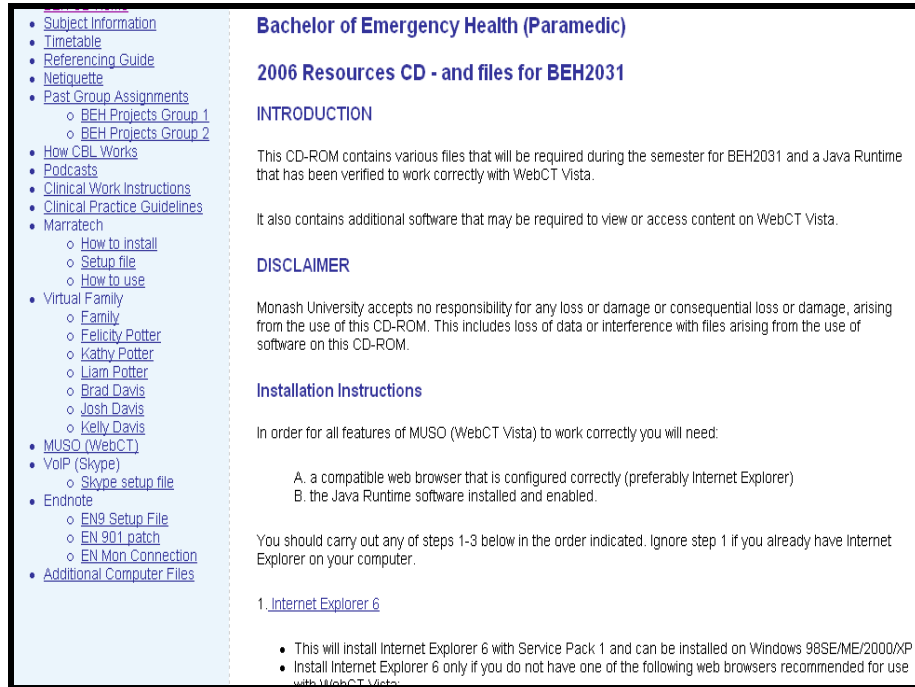 Subject Information
Timetable
Referencing Guide
Netiquette
Past Group Assignments
BEH Projects Group 1
BEH Projects Group 2
How CBL Works
Podcasts
Clinical Work Instructions
Clinical Practice Guidelines
Marratech
How to install
Setup file
How to use
Virtual Family
Family
Felicity Potter
Kathy Potter
Liam Potter
Brad Davis
Josh Davis
Kelly Davis
MUSO (WebCT)
VoIP (Skype)
Skype setup file
Endnote
EN9 Setup File
EN 901 patch
EN Mon Connection
Additional Computer Files
Bachelor of Emergency Health (Paramedic)
2006 Resources CD - and files for BEH2031
INTRODUCTION
This CD-ROM contains various files that will be required during the semester for BEH2031 and a Java Runtime
that has been verified to work correctly with WebCT Vista.
It also contains additional software that may be required to view or access content on WebCT Vista.
DISCLAIMER
Monash University accepts no responsibility for any loss or damage or consequential loss or damage, arising
from the use of this CD-ROM. This includes loss of data or interference with files arising from the use of
software on this CD-ROM.
Installation Instructions
In order for all features of MUSO (WebCT Vista) to work correctly you will need:
A. a compatible web browser that is configured correctly (preferably Internet Explorer)
B. the Java Runtime software installed and enabled.
You should carry out any of steps 1-3 below in the order indicated. Ignore step 1 if you already have Internet
Explorer on your computer.
1. Internet Explorer 6
This will install Internet Explorer 6 with Service Pack 1 and can be installed on Windows 98SE/ME/2000/XP
Install Internet Explorer 6 only if you do not have one of the following web browsers recommended for use
with WebCT Vista: